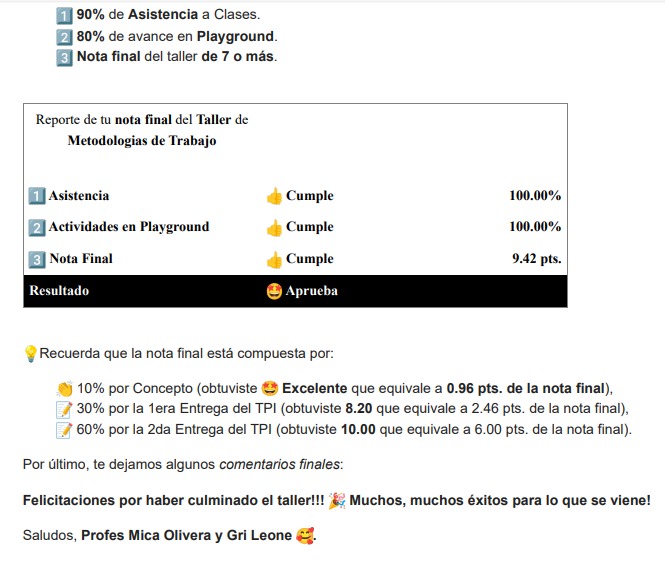 1️⃣ 90% de Asistencia a Clases.
2️⃣ 80% de avance en Playground.
3️⃣ Nota final del taller de 7 o más.
Reporte de tu nota final del Taller de
Metodologias de Trabajo
1️⃣ Asistencia 👍 Cumple 100.00%
2️⃣ Actividades en Playground 👍 Cumple 100.00%
3️⃣ Nota Final 👍 Cumple 9.42 pts.
Resultado 🤩 Aprueba
💡Recuerda que la nota final está compuesta por:
👏 10% por Concepto (obtuviste 🤩 Excelente que equivale a 0.96 pts. de la nota final),
📝 30% por la 1era Entrega del TPI (obtuviste 8.20 que equivale a 2.46 pts. de la nota final),
📝 60% por la 2da Entrega del TPI (obtuviste 10.00 que equivale a 6.00 pts. de la nota final).
Por último, te dejamos algunos comentarios finales:
Felicitaciones por haber culminado el taller!!! 🎉 Muchos, muchos éxitos para lo que se viene!
Saludos, Profes Mica Olivera y Gri Leone 🥰.